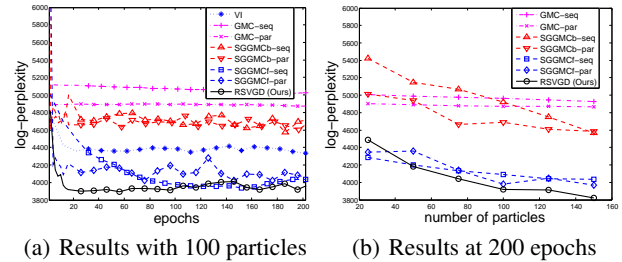 log−perplexity
6000
5800
5600
5400
5200
5000
4800
4600
4400
4200
4000
3800
20 40 60 80 100 120 140 160 180 200
epochs
VI
GMC−seq
GMC−par
SGGMCb−seq
SGGMCb−par
SGGMCf−seq
SGGMCf−par
RSVGD (Ours)
(a) Results with 100 particles
log−perplexity
6000
5800
5600
5400
5200
5000
4800
4600
4400
4200
4000
3800
20 40 60 80 100 120 140 160
number of particles
GMC−seq
GMC−par
SGGMCb−seq
SGGMCb−par
SGGMCf−seq
SGGMCf−par
RSVGD (Ours)
(b) Results at 200 epochs